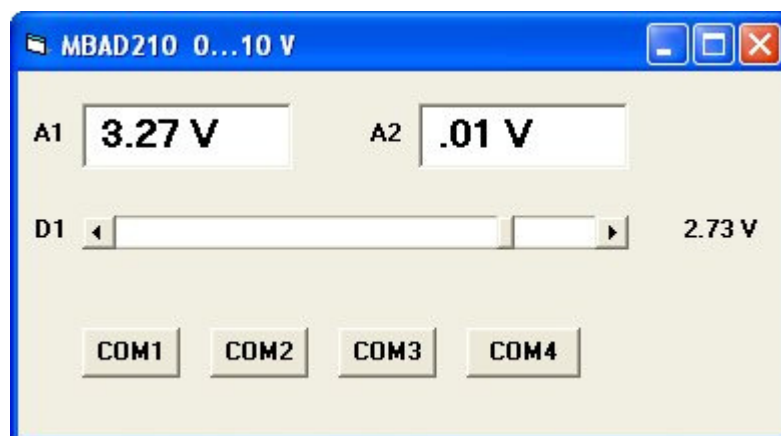 MBAD210 0...10 V
A1 3.27 V A2 .01 V
D1 2.73 V
COM1 COM2 COM3 COM4